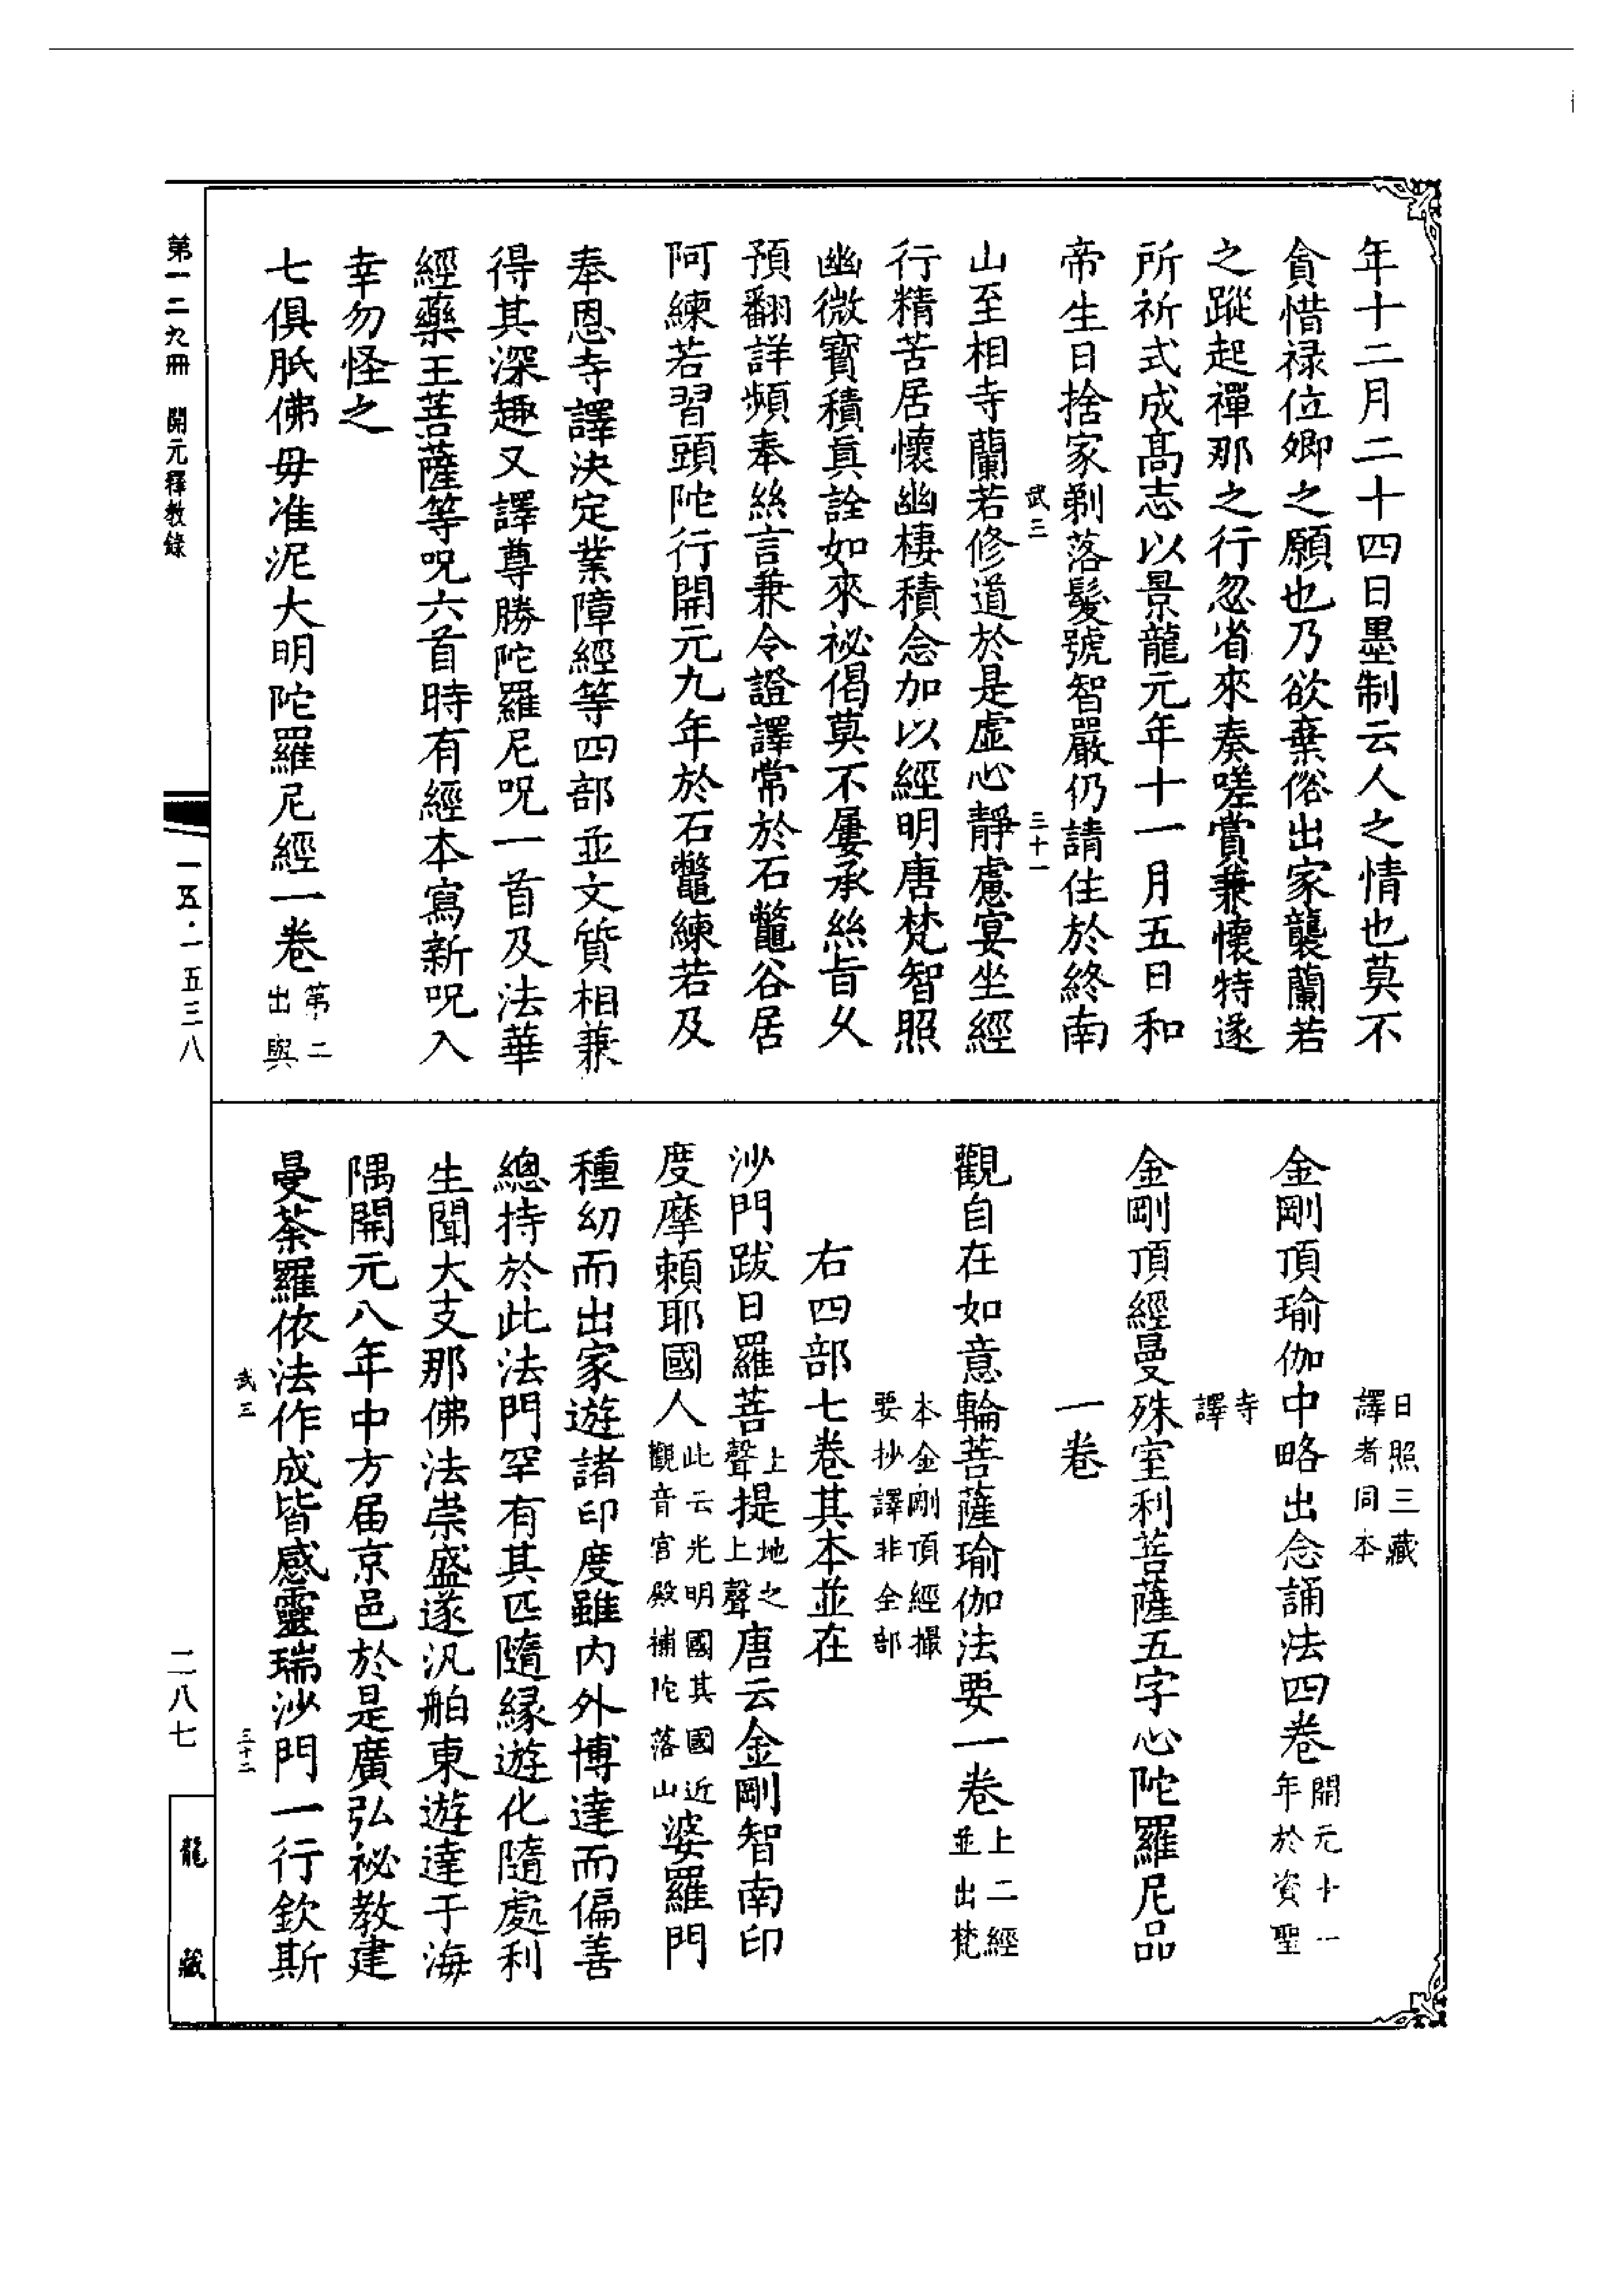 年十二月二十四日墨制云人之情也莫不
貪惜祿位卿之願也乃欲棄俗出家襲蘭若
之蹤起禪那之行忽省來奏嗟賞兼懷特遂
所祈式成高志以景龍元年十一月五日和
帝生日捨家剃落髮號智嚴仍請住於終南
武三 三十一
山至相寺蘭若修道於是虛心靜慮宴坐經
行精苦居懷幽棲積念加以經明唐梵智照
幽微寶積真詮如來祕偈莫不屢承絲旨乆
預翻詳頻奉絲言兼令證譯常於石鼈谷居
阿練若習頭陀行開元九年於石鼈練若及
奉恩寺譯決定業障經等四部並文質相兼
得其深趣又譯尊勝陀羅尼呪一首及法華
經藥王菩薩等呪六首時有經本寫新呪入
幸勿怪之
七俱胝佛母准泥大明陀羅尼經一卷第二
出與
日照三藏
譯者同本
金剛頂瑜伽中略出念誦法四卷開元十一
年於資聖
寺
譯
金剛頂經曼殊室利菩薩五字心陀羅尼品
一卷
觀自在如意輪菩薩瑜伽法要一卷上二經
並出梵
本金剛頂經撮
要抄譯非全部
右四部七卷其本並在
沙門跋日羅菩上聲提地之上聲唐云金剛智南印
度摩賴耶國人此云光明國其國近觀音宮殿補陀落山婆羅門
種幼而出家遊諸印度雖内外博達而偏善
總持於此法門罕有其匹隨緣遊化隨處利
生聞大支那佛法崇盛遂汎舶東遊達于海
隅開元八年中方届京邑於是廣弘祕教建
曼荼羅依法作成皆感靈瑞沙門一行欽斯
武三 三十二
第一二九冊 開元釋教錄
一五·一五三八
二八七
龍藏